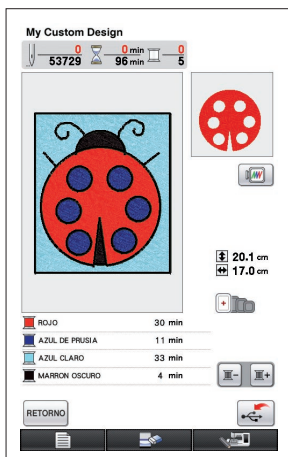 My Custom Design
0 0 min 0
53729 96 min 5
20.1 cm
17.0 cm
ROJO 30 min
AZUL DE PRUSIA 11 min
AZUL CLARO 33 min
MARRON OSCURO 4 min
RETORNO